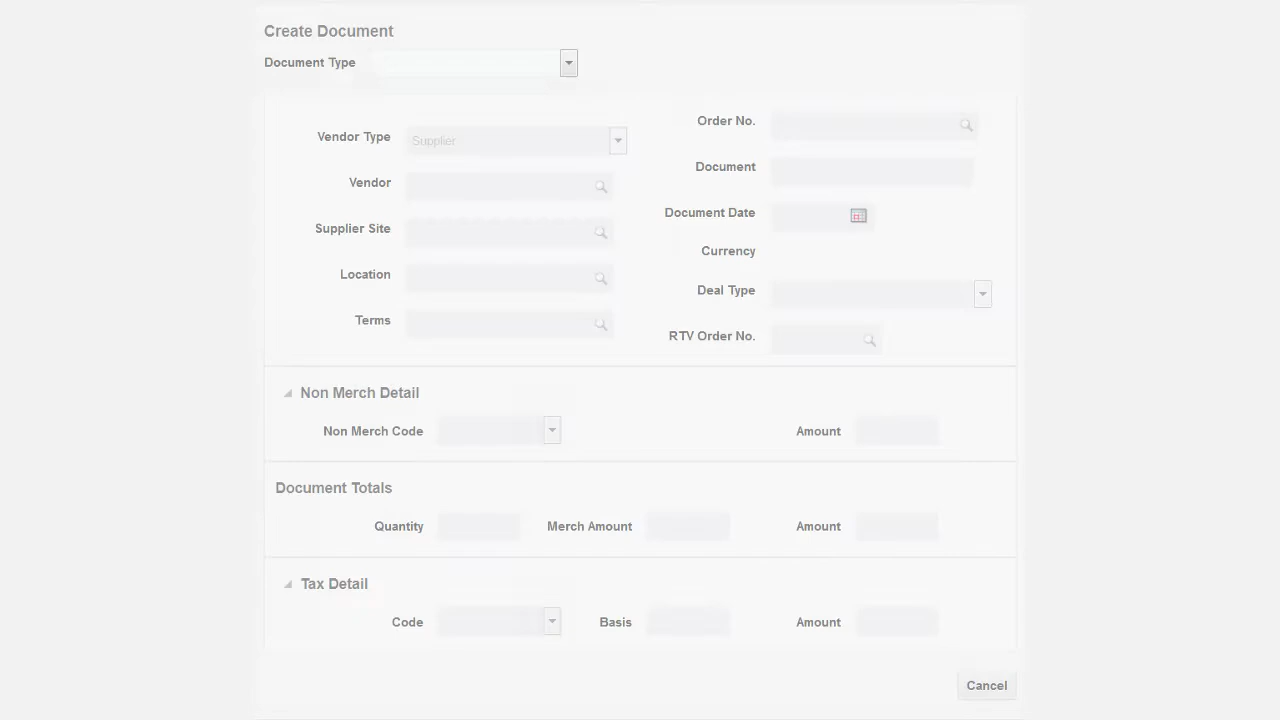 Create Document
Document Type
Vendor Type Supplier
Vendor
Supplier Site
Location
Terms
Order No.
Document
Document Date
Currency
Deal Type
RTV Order No.
Non Merch Detail
Non Merch Code Amount
Document Totals
Quantity Merch Amount Amount
Tax Detail
Code Basis Amount
Cancel